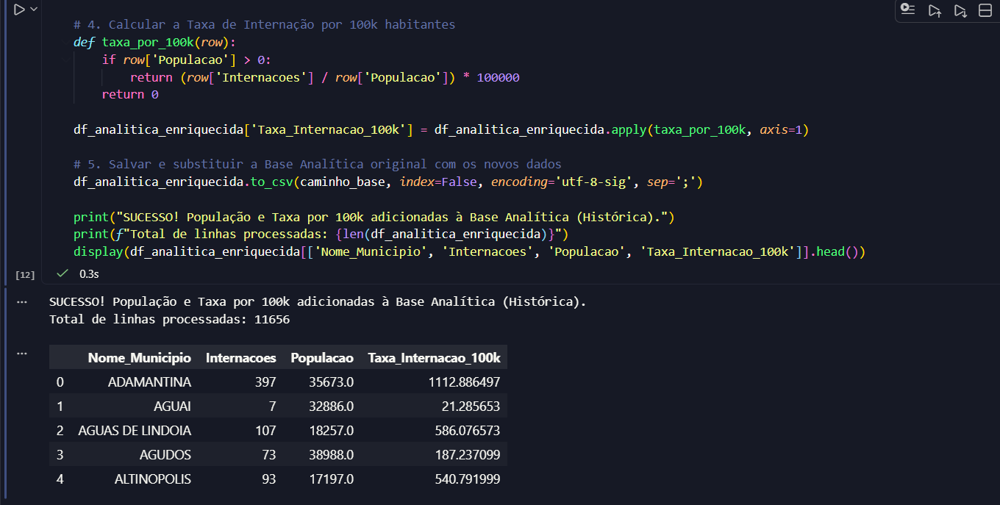 # 4. Calcular a Taxa de Internação por 100k habitantes
def taxa_por_100k(row):
    if row['Populacao'] > 0:
        return (row['Internacoes'] / row['Populacao']) * 100000
    return 0
df_analitica_enriquecida['Taxa_Internacao_100k'] = df_analitica_enriquecida.apply(taxa_por_100k, axis=1)
# 5. Salvar e substituir a Base Analítica original com os novos dados
df_analitica_enriquecida.to_csv(caminho_base, index=False, encoding='utf-8-sig', sep=';')
print("SUCESSO! População e Taxa por 100k adicionadas à Base Analítica (Histórica).")
print(f"Total de linhas processadas: {len(df_analitica_enriquecida)}")
display(df_analitica_enriquecida[['Nome_Municipio', 'Internacoes', 'Populacao', 'Taxa_Internacao_100k']].head())
[12] 0.3s
... SUCESSO! População e Taxa por 100k adicionadas à Base Analítica (Histórica).
Total de linhas processadas: 11656
...
Nome_Municipio Internacoes Populacao Taxa_Internacao_100k
0 ADAMANTINA 397 35673.0 1112.886497
1 AGUAI 7 32886.0 21.285653
2 AGUAS DE LINDOIA 107 18257.0 586.076573
3 AGUDOS 73 38988.0 187.237099
4 ALTINOPOLIS 93 17197.0 540.791999